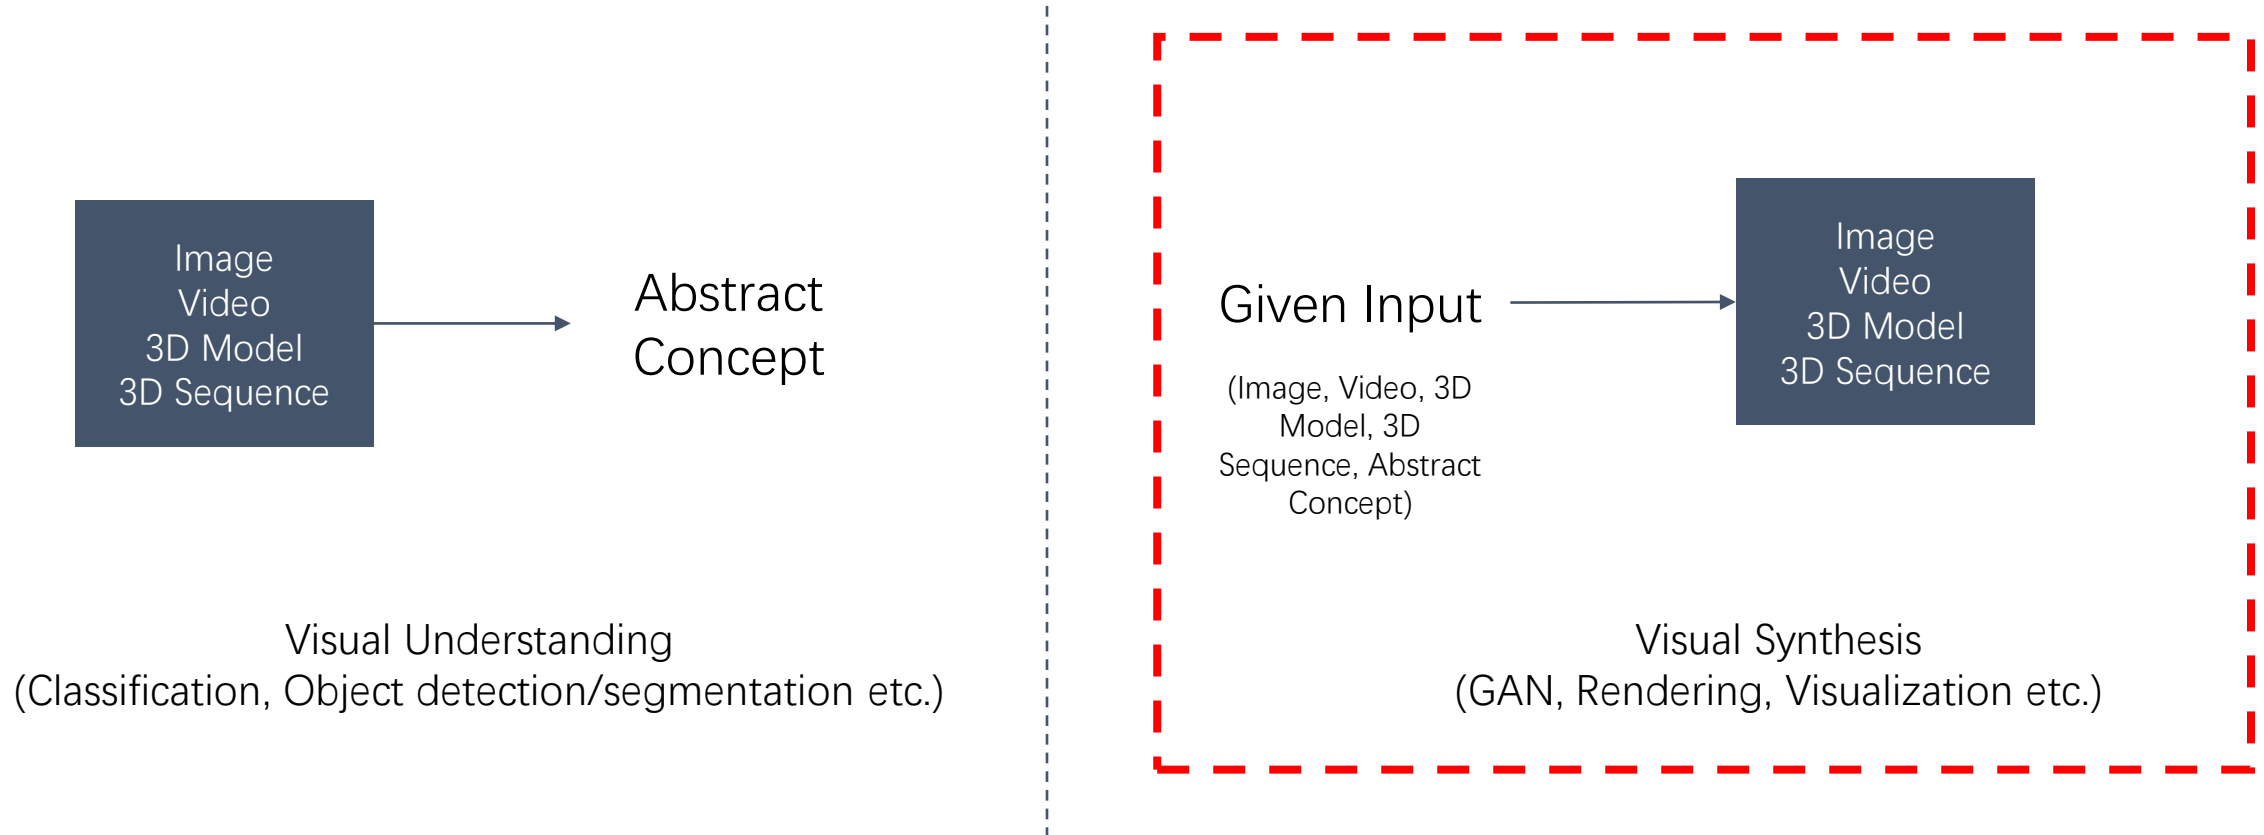 Image
Video
3D Model
3D Sequence
Abstract
Concept
Visual Understanding
(Classification, Object detection/segmentation etc.)
Given Input
(Image, Video, 3D
Model, 3D
Sequence, Abstract
Concept)
Image
Video
3D Model
3D Sequence
Visual Synthesis
(GAN, Rendering, Visualization etc.)